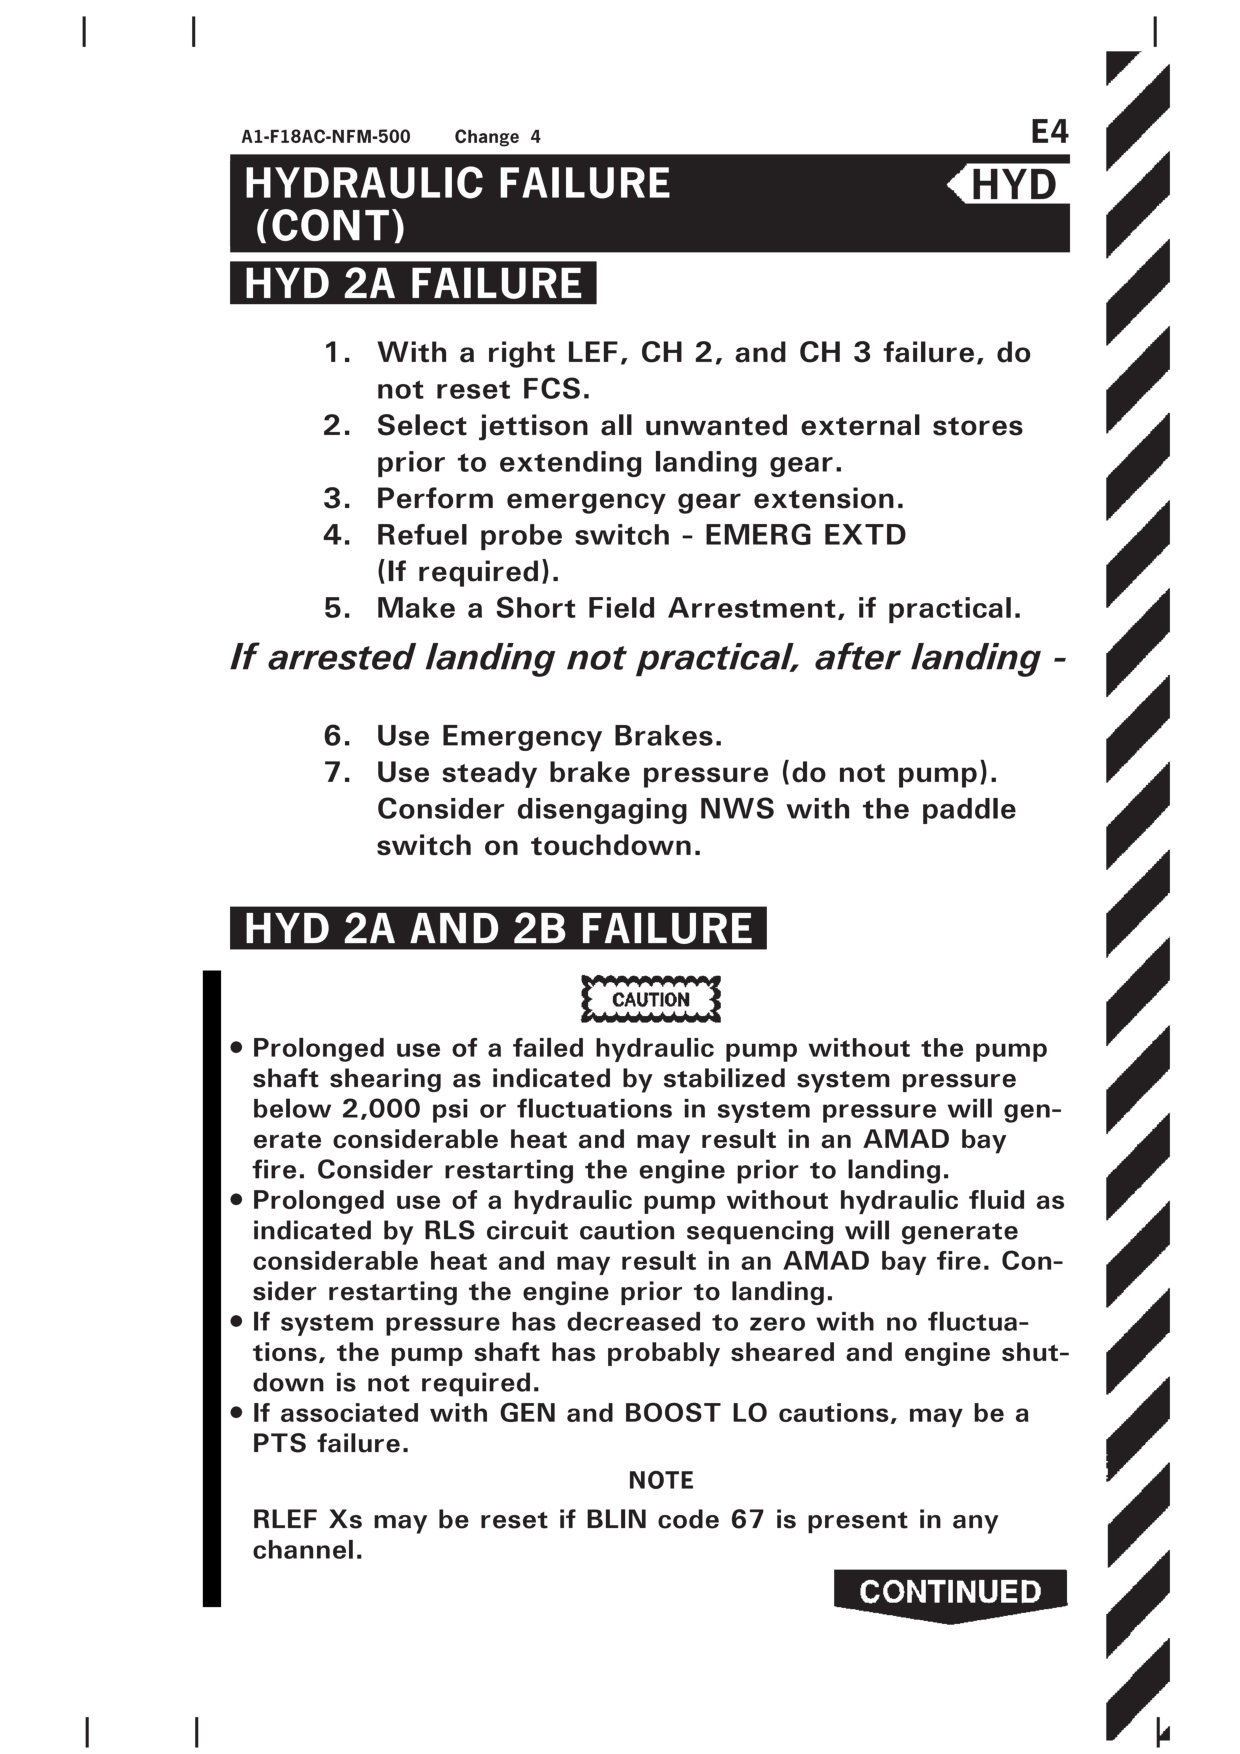 A1-F18AC-NFM-500 Change 4 E4
HYDRAULIC FAILURE HYD
(CONT)
HYD 2A FAILURE
1. With a right LEF, CH 2, and CH 3 failure, do
not reset FCS.
2. Select jettison all unwanted external stores
prior to extending landing gear.
3. Perform emergency gear extension.
4. Refuel probe switch - EMERG EXTD
(If required).
5. Make a Short Field Arrestment, if practical.
If arrested landing not practical, after landing -
6. Use Emergency Brakes.
7. Use steady brake pressure (do not pump).
Consider disengaging NWS with the paddle
switch on touchdown.
HYD 2A AND 2B FAILURE
CAUTION
• Prolonged use of a failed hydraulic pump without the pump
shaft shearing as indicated by stabilized system pressure
below 2,000 psi or fluctuations in system pressure will gen-
erate considerable heat and may result in an AMAD bay
fire. Consider restarting the engine prior to landing.
• Prolonged use of a hydraulic pump without hydraulic fluid as
indicated by RLS circuit caution sequencing will generate
considerable heat and may result in an AMAD bay fire. Con-
sider restarting the engine prior to landing.
• If system pressure has decreased to zero with no fluctua-
tions, the pump shaft has probably sheared and engine shut-
down is not required.
• If associated with GEN and BOOST LO cautions, may be a
PTS failure.
NOTE
RLEF Xs may be reset if BLIN code 67 is present in any
channel.
CONTINUED